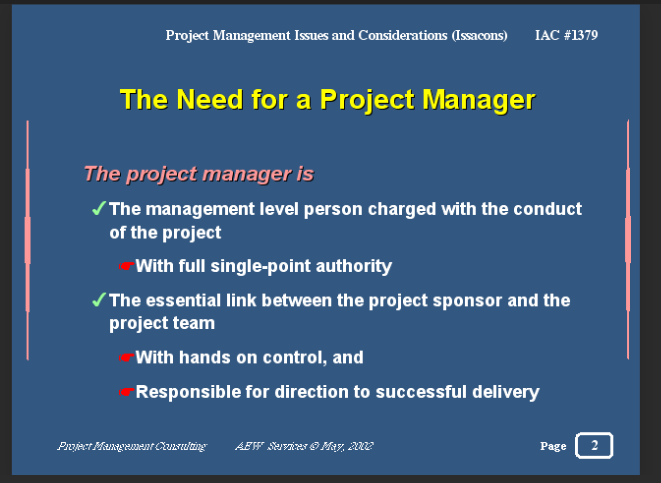 Project Management Issues and Considerations (Issacons) IAC #1379
The Need for a Project Manager
The project manager is
The management level person charged with the conduct
of the project
With full single-point authority
The essential link between the project sponsor and the
project team
With hands on control, and
Responsible for direction to successful delivery
Project Management Consulting AEW Services © May, 2002 Page 2